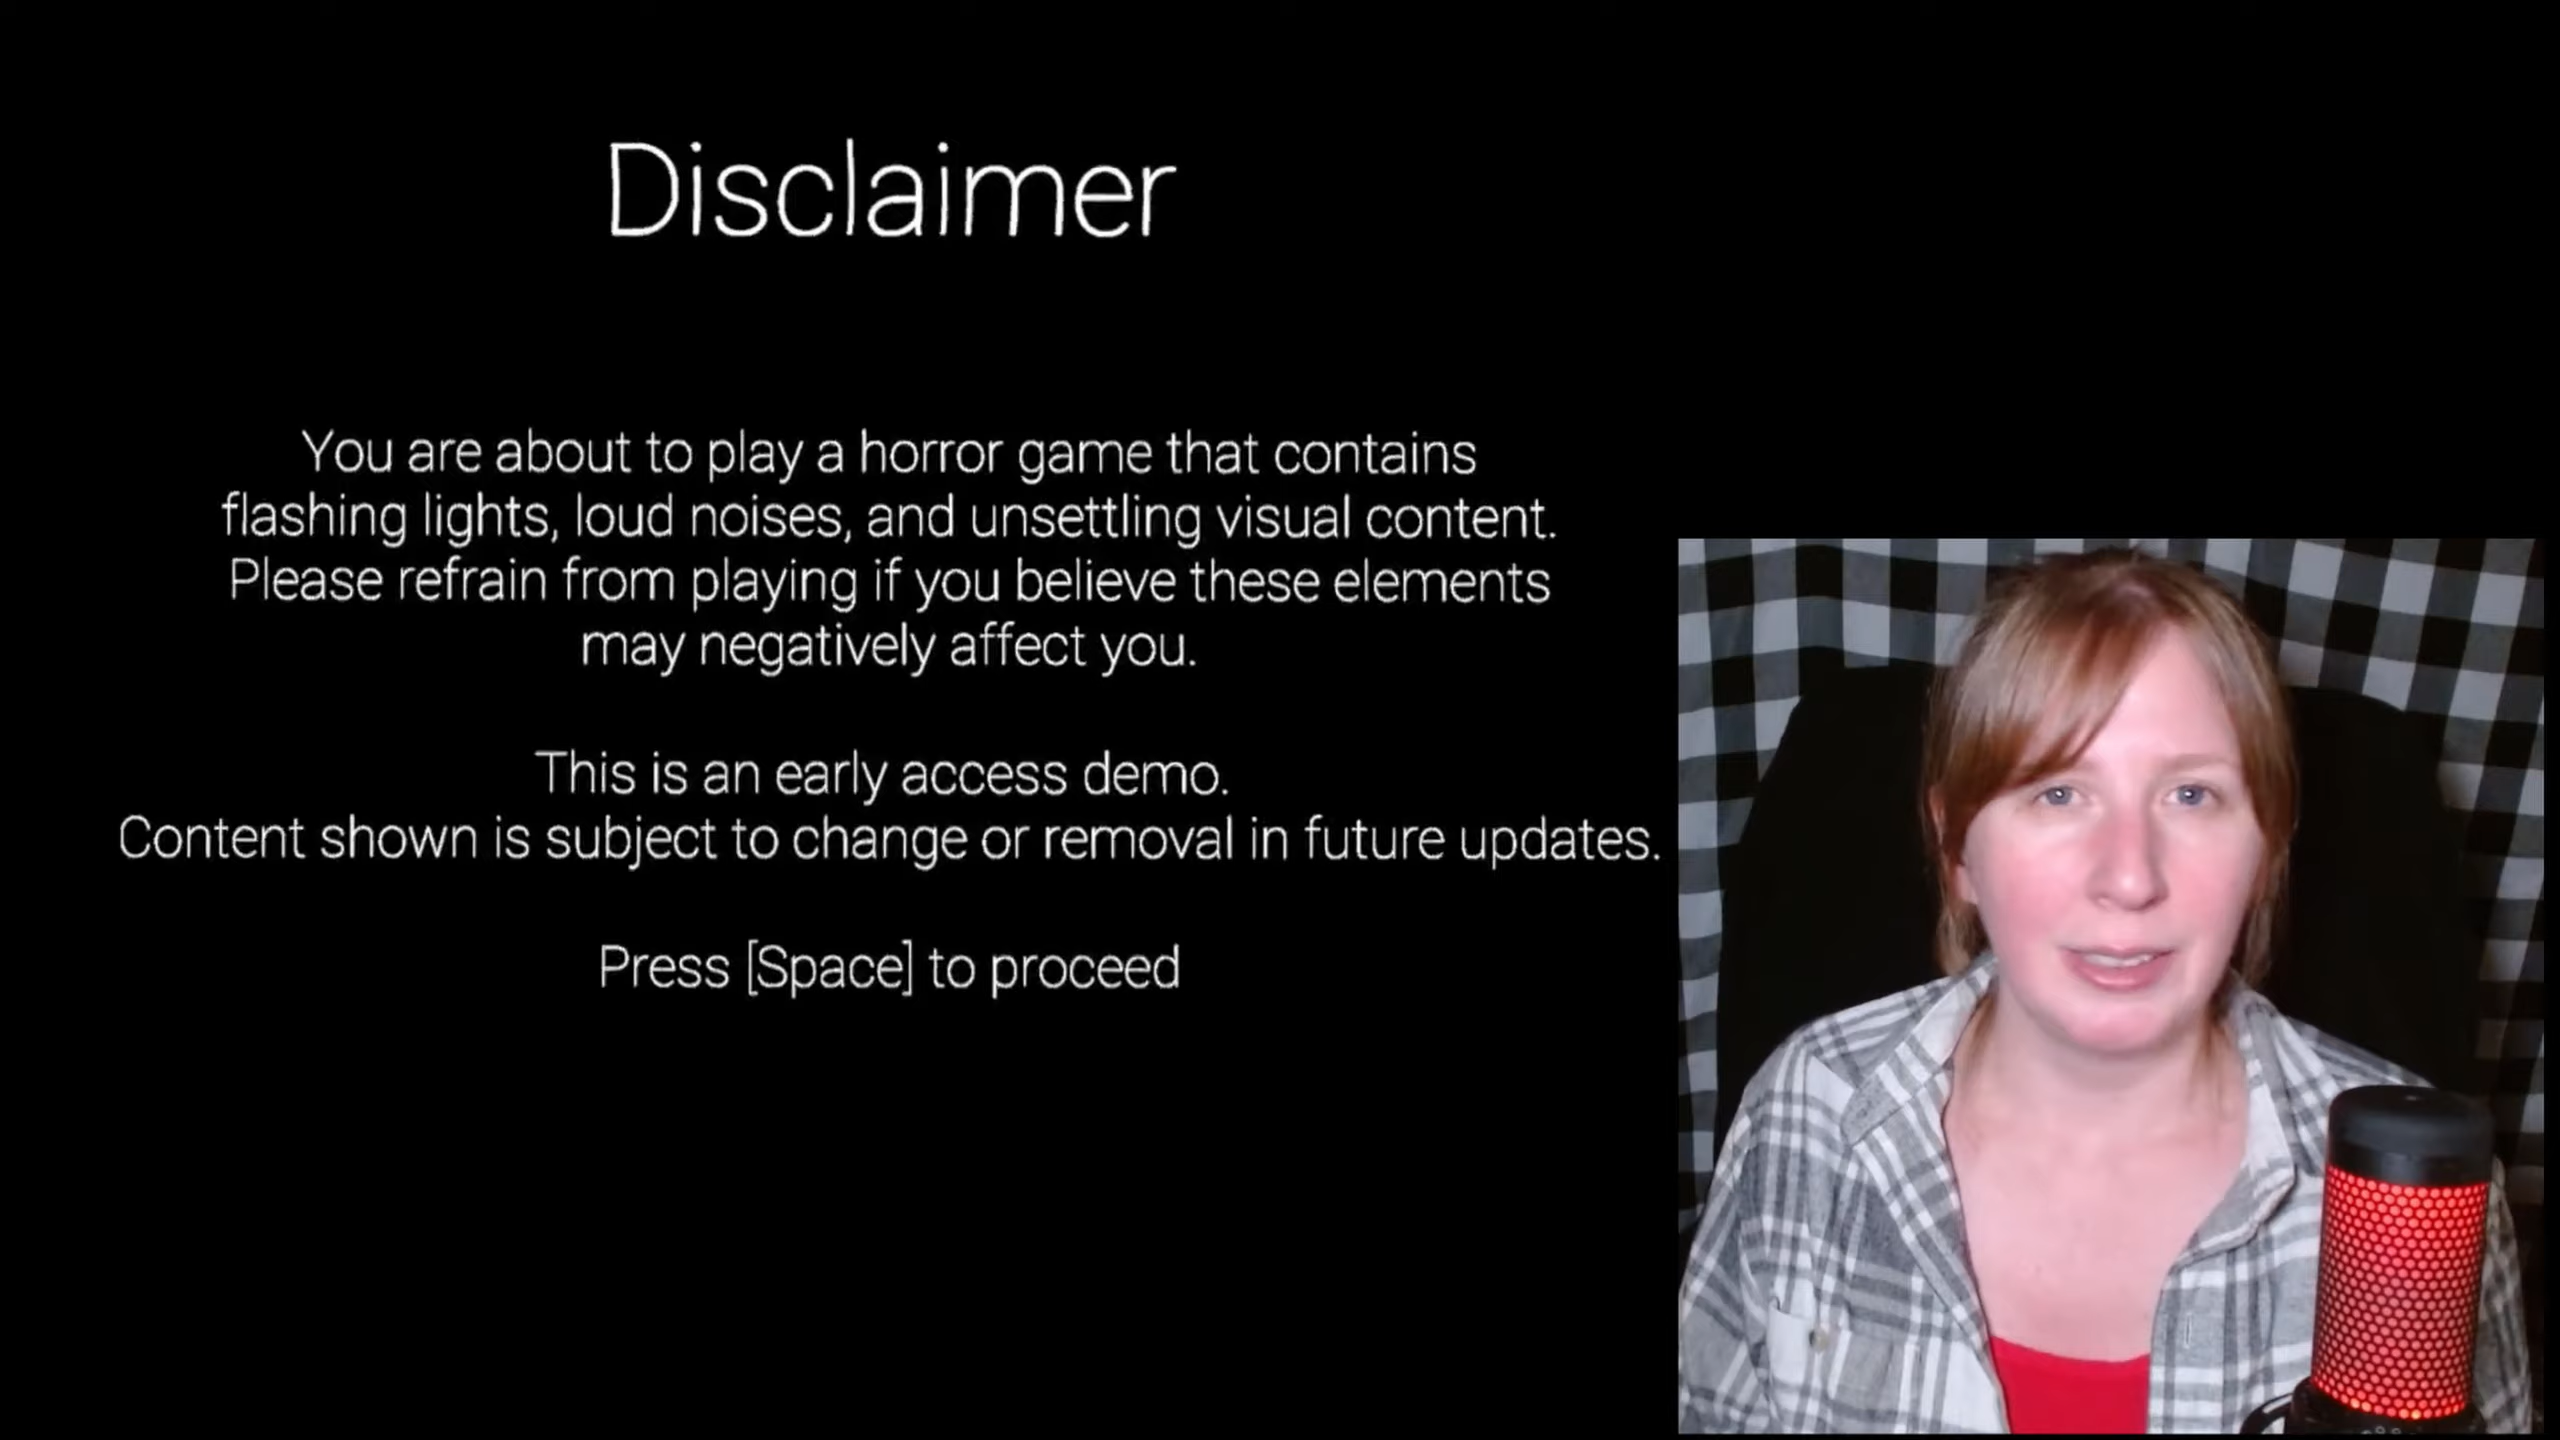 Disclaimer
You are about to play a horror game that contains
flashing lights, loud noises, and unsettling visual content.
Please refrain from playing if you believe these elements
may negatively affect you.
This is an early access demo.
Content shown is subject to change or removal in future updates.
Press [Space] to proceed